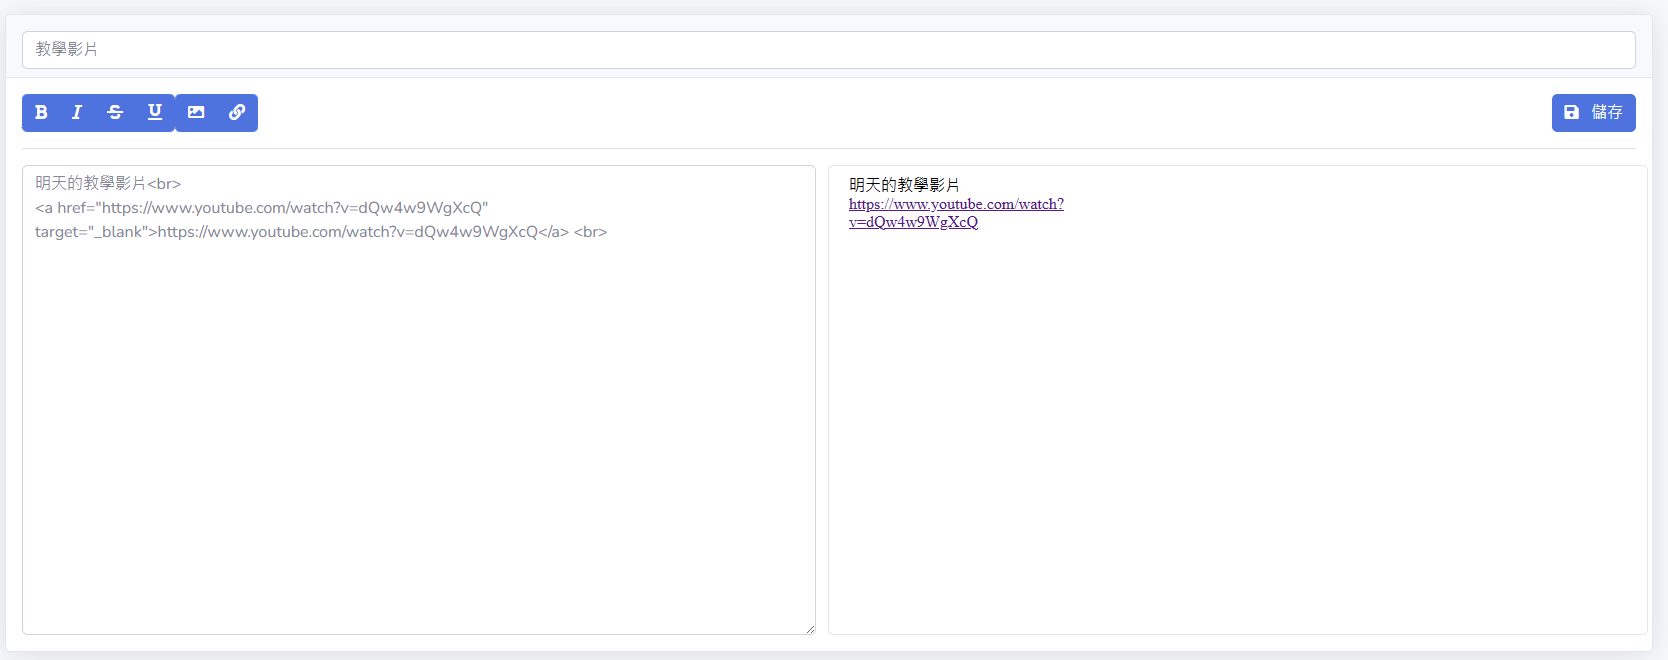 教學影片
B I S U
儲存
明天的教學影片<br>
<a href="https://www.youtube.com/watch?v=dQw4w9WgXcQ"
target="_blank">https://www.youtube.com/watch?v=dQw4w9WgXcQ</a> <br>
明天的教學影片
https://www.youtube.com/watch?
v=dQw4w9WgXcQ